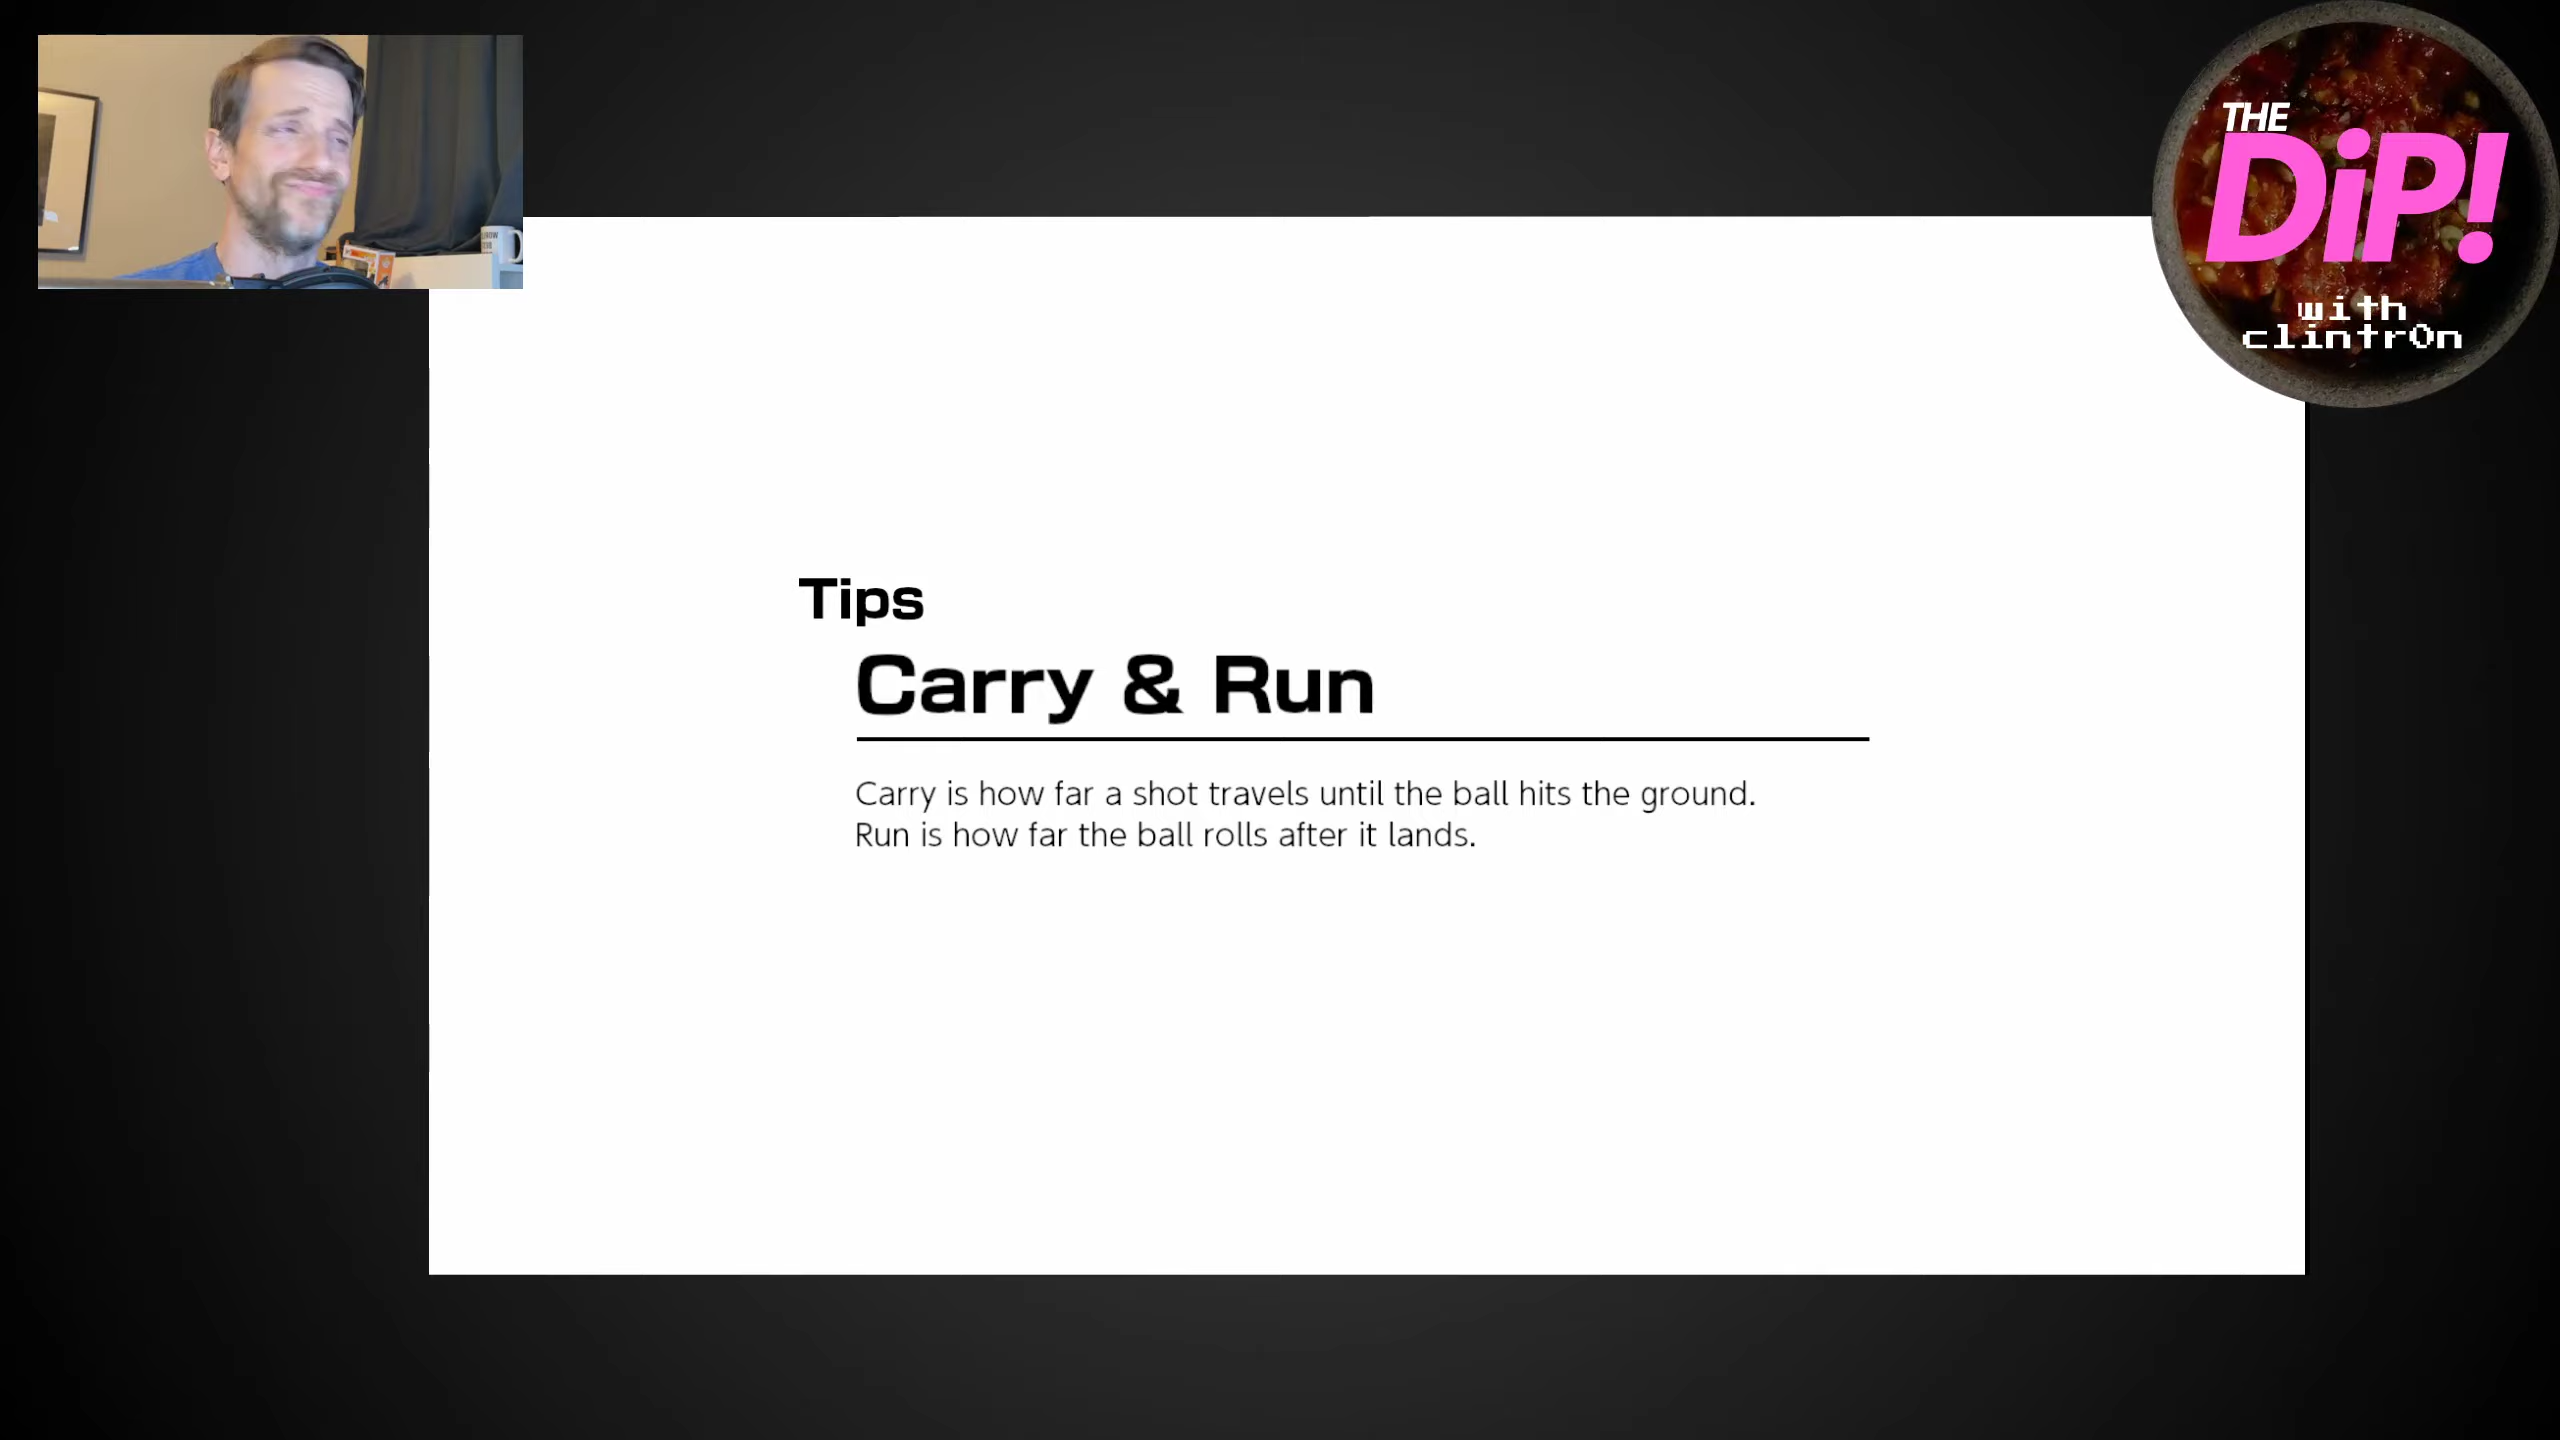 THE
DiP!
with
clintr0n
Tips
Carry & Run
Carry is how far a shot travels until the ball hits the ground.
Run is how far the ball rolls after it lands.